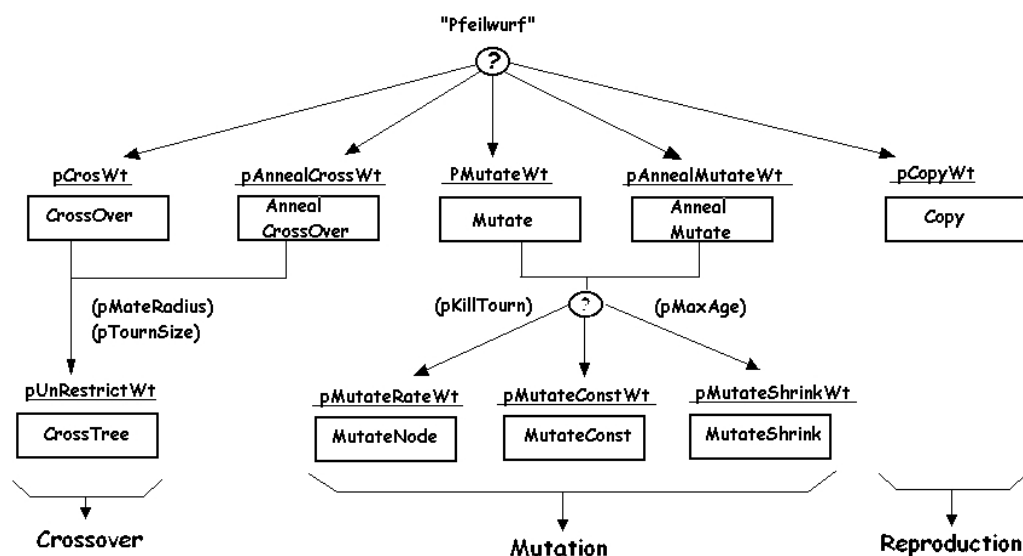 "Pfeilwurf"
?
pCrosWt
pAnnealCrossWt
PMutateWt
pAnnealMutateWt
pCopyWt
CrossOver
Anneal
CrossOver
Mutate
Anneal
Mutate
Copy
(pMateRadius)
(pTournSize)
(pKillTourn)
?
(pMaxAge)
pUnRestrictWt
pMutateRateWt
pMutateConstWt
pMutateShrinkWt
CrossTree
MutateNode
MutateConst
MutateShrink
Crossover
Mutation
Reproduction